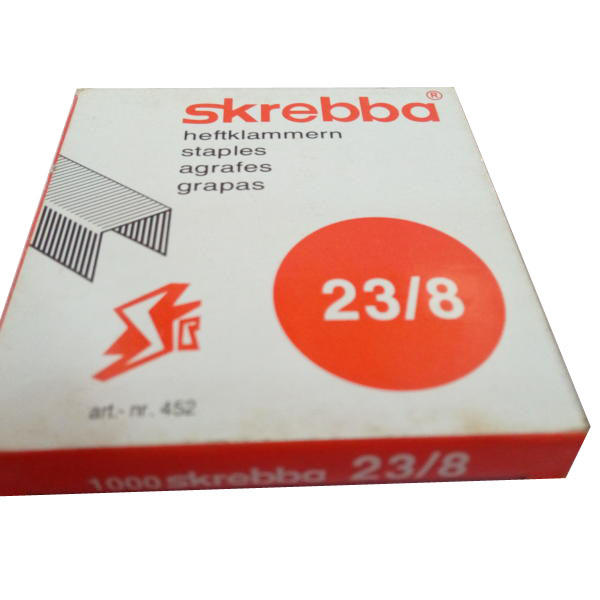 skrebba®
heftklammern
staples
agrafes
grapas
23/8
art.-nr. 452
1000 skrebba 23/8